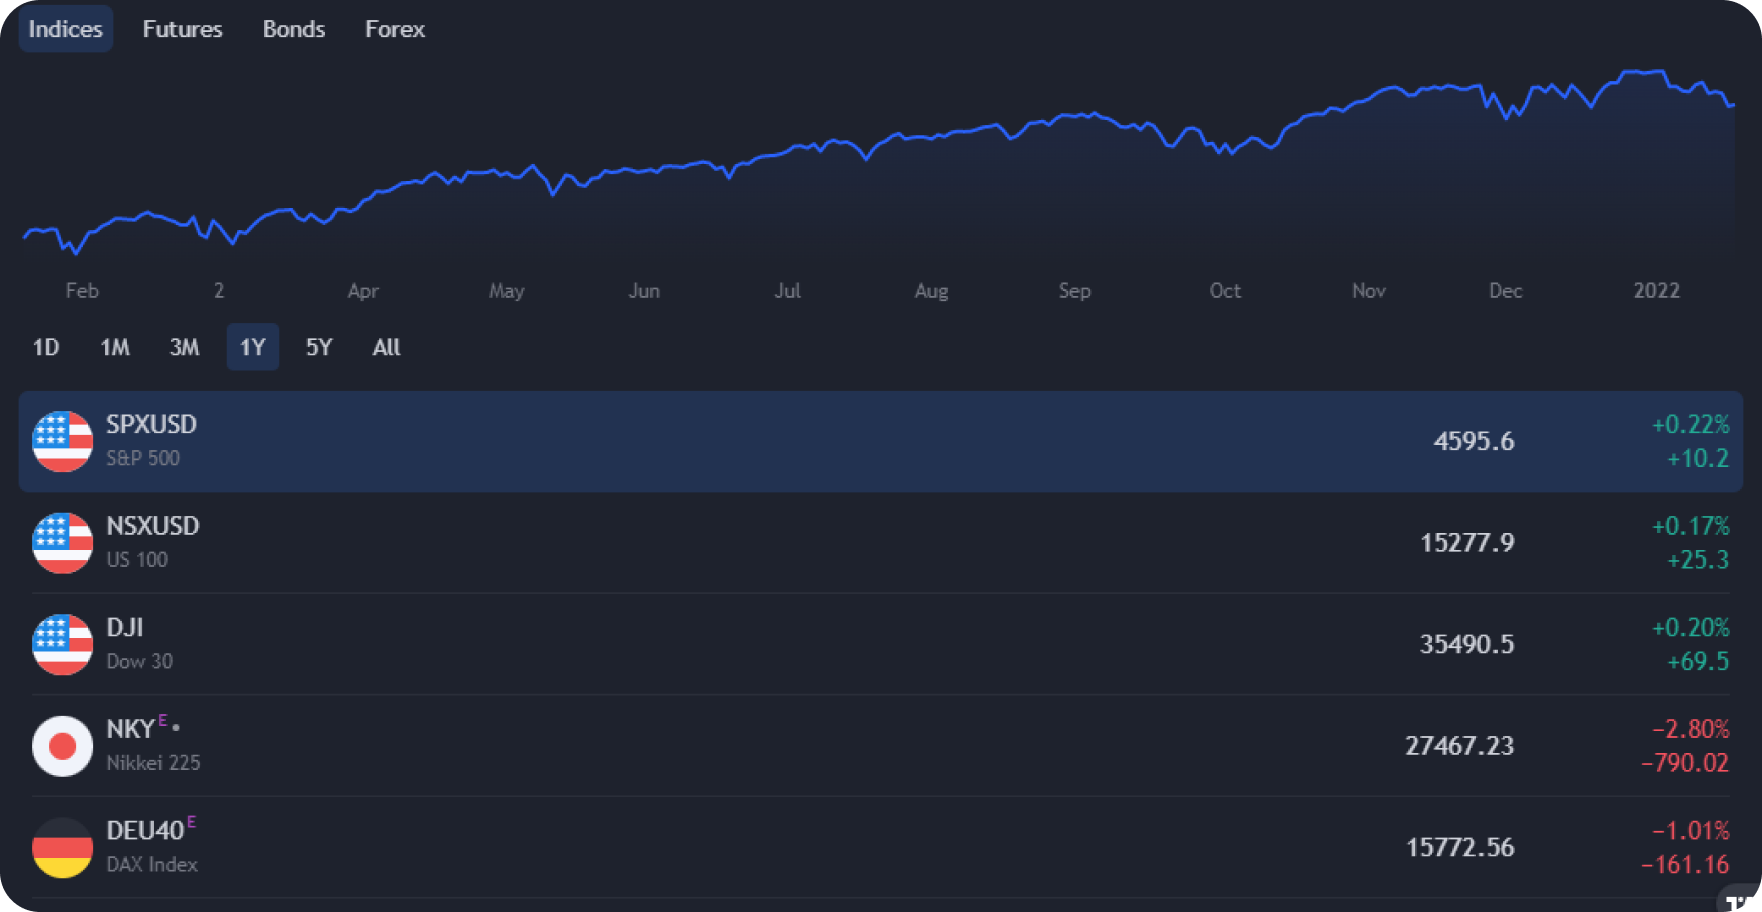 Indices Futures Bonds Forex
Feb 2 Apr May Jun Jul Aug Sep Oct Nov Dec 2022
1D 1M 3M 1Y 5Y All
SPXUSD
S&P 500
4595.6
+0.22%
+10.2
NSXUSD
US 100
15277.9
+0.17%
+25.3
DJI
Dow 30
35490.5
+0.20%
+69.5
NKY E •
Nikkei 225
27467.23
−2.80%
−790.02
DEU40 E
DAX Index
15772.56
−1.01%
−161.16